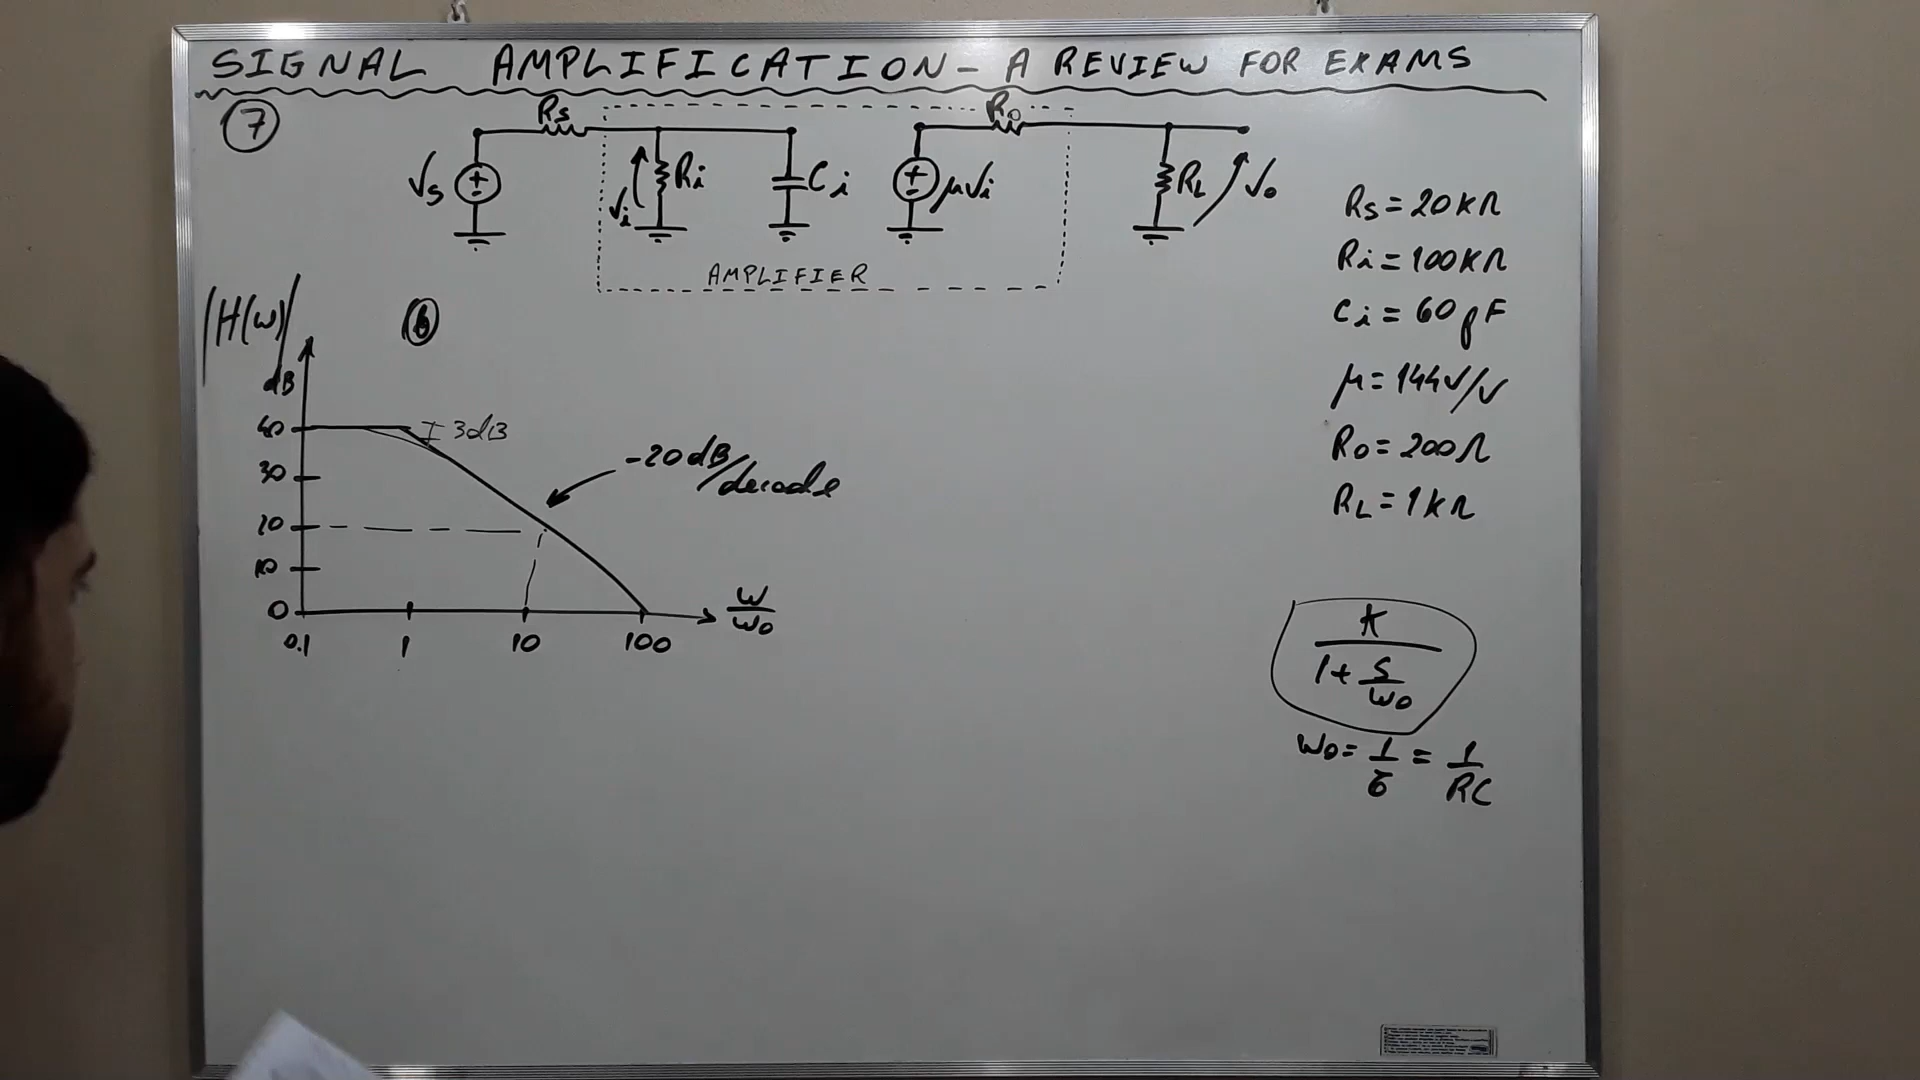 SIGNAL AMPLIFICATION - A REVIEW FOR EXAMS
7
Rs
Ro
Vs
Vi
Ri
Ci
μVi
RL
Vo
AMPLIFIER
Rs = 20KΩ
Ri = 100KΩ
Ci = 60pF
μ = 144V/V
Ro = 200Ω
RL = 1KΩ
|H(ω)|
dB
6
40
30
20
10
0
3dB
-20dB/decade
0.1
1
10
100
ω/ω0
K / (1 + S/ω0)
ω0 = 1/τ = 1/RC